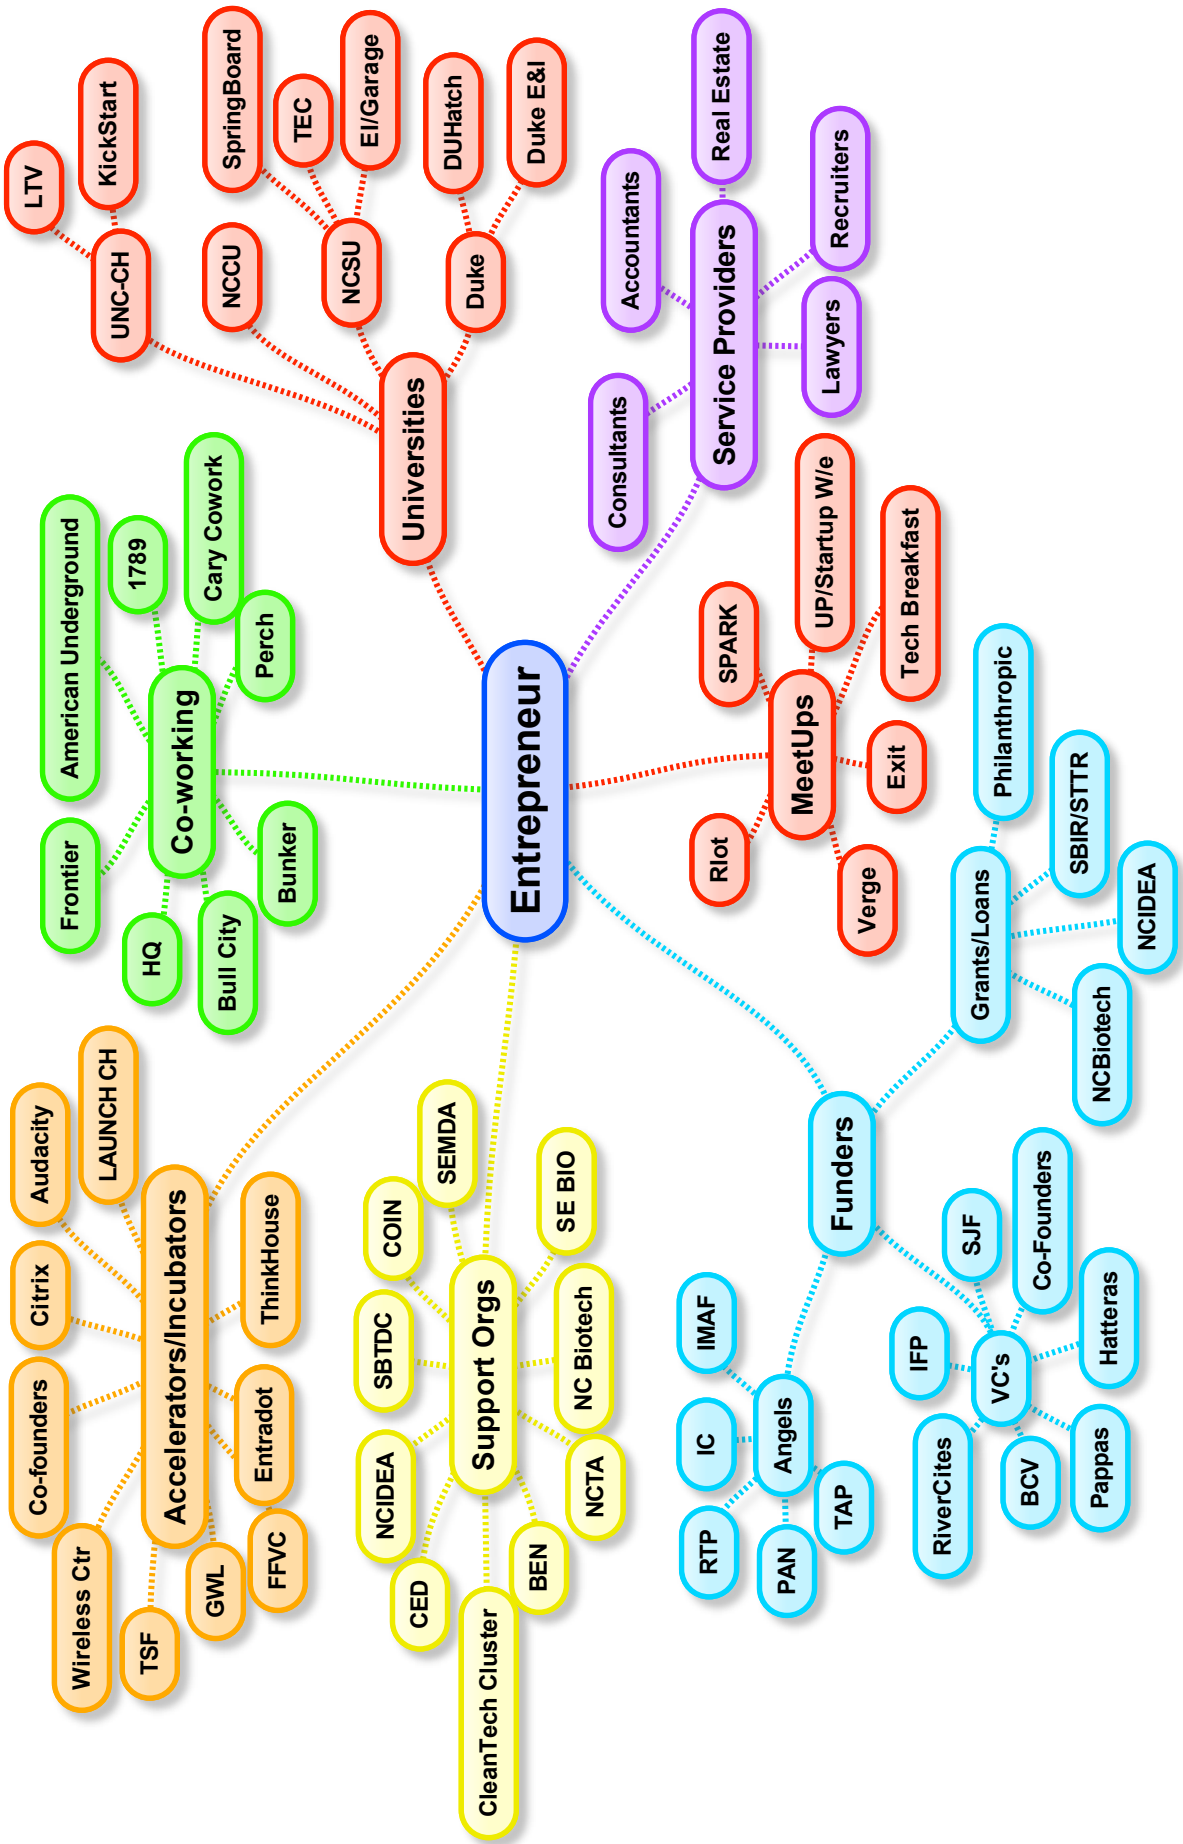 Entrepreneur
Accelerators/Incubators
Wireless Ctr
Co-founders
Citrix
Audacity
LAUNCH CH
TSF
GWL
FFVC
Entradot
ThinkHouse
Co-working
Frontier
American Underground
1789
Cary Cowork
Perch
HQ
Bull City
Bunker
Universities
UNC-CH
LTV
KickStart
NCCU
NCSU
SpringBoard
TEC
EI/Garage
Duke
DUHatch
Duke E&I
Support Orgs
CED
NCIDEA
SBTDC
COIN
SEMDA
CleanTech Cluster
BEN
NCTA
NC Biotech
SE BIO
Service Providers
Consultants
Accountants
Real Estate
Recruiters
Lawyers
MeetUps
RIot
SPARK
UP/Startup W/e
Tech Breakfast
Exit
Verge
Funders
Angels
RTP
IC
IMAF
PAN
TAP
VC's
RiverCites
IFP
SJF
Co-Founders
Hatteras
Pappas
BCV
Grants/Loans
Philanthropic
SBIR/STTR
NCIDEA
NCBiotech